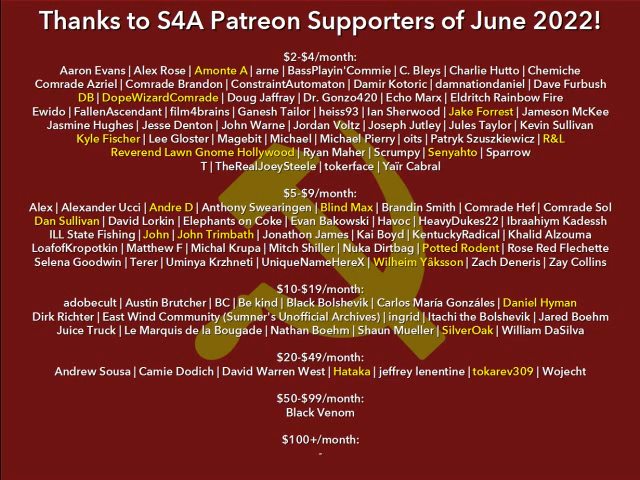 Thanks to S4A Patreon Supporters of June 2022!
$2-$4/month:
Aaron Evans | Alex Rose | Amonte A | arne | BassPlayin'Commie | C. Bleys | Charlie Hutto | Chemiche
Comrade Azriel | Comrade Brandon | ConstraintAutomaton | Damir Kotoric | damnationdaniel | Dave Furbush
DB | DopeWizardComrade | Doug Jaffray | Dr. Gonzo420 | Echo Marx | Eldritch Rainbow Fire
Ewido | FallenAscendant | film4brains | Ganesh Tailor | heiss93 | Ian Sherwood | Jake Forrest | Jameson McKee
Jasmine Hughes | Jesse Denton | John Warne | Jordan Voltz | Joseph Jutley | Jules Taylor | Kevin Sullivan
Kyle Fischer | Lee Gloster | Magebit | Michael | Michael Pierry | oits | Patryk Szuszkiewicz | R&L
Reverend Lawn Gnome Hollywood | Ryan Maher | Scrumpy | Senyahto | Sparrow
T | TheRealJoeySteele | tokerface | Yaïr Cabral
$5-$9/month:
Alex | Alexander Ucci | Andre D | Anthony Swearingen | Blind Max | Brandin Smith | Comrade Hef | Comrade Sol
Dan Sullivan | David Lorkin | Elephants on Coke | Evan Bakowski | Havoc | HeavyDukes22 | Ibraahiym Kadessh
ILL State Fishing | John | John Trimbath | Jonathon James | Kai Boyd | KentuckyRadical | Khalid Alzouma
LoafofKropotkin | Matthew F | Michal Krupa | Mitch Shiller | Nuka Dirtbag | Potted Rodent | Rose Red Flechette
Selena Goodwin | Terer | Uminya Krzhneti | UniqueNameHereX | Wilheim Yâksson | Zach Deneris | Zay Collins
$10-$19/month:
adobecult | Austin Brutcher | BC | Be kind | Black Bolshevik | Carlos María Gonzáles | Daniel Hyman
Dirk Richter | East Wind Community (Sumner's Unofficial Archives) | ingrid | Itachi the Bolshevik | Jared Boehm
Juice Truck | Le Marquis de la Bougade | Nathan Boehm | Shaun Mueller | SilverOak | William DaSilva
$20-$49/month:
Andrew Sousa | Camie Dodich | David Warren West | Hataka | jeffrey lenentine | tokarev309 | Wojecht
$50-$99/month:
Black Venom
$100+/month:
-